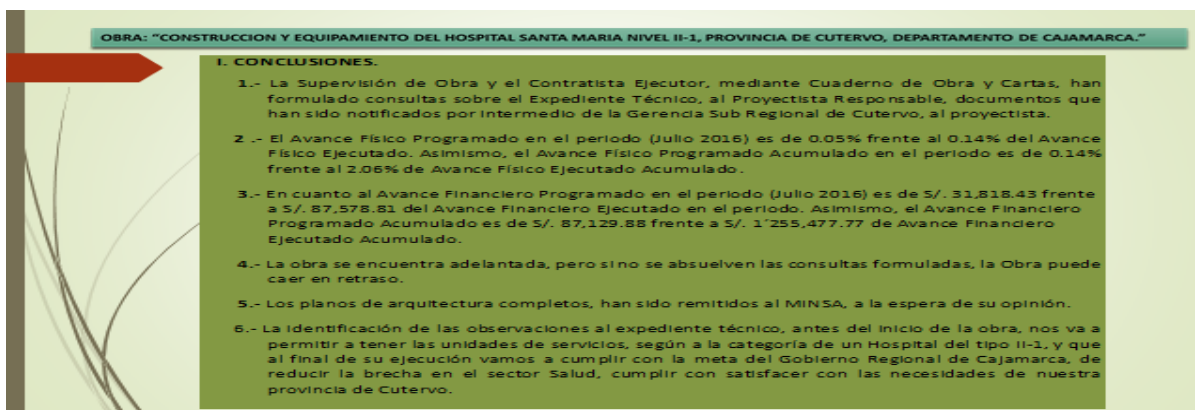 OBRA: “CONSTRUCCION Y EQUIPAMIENTO DEL HOSPITAL SANTA MARIA NIVEL II-1, PROVINCIA DE CUTERVO, DEPARTAMENTO DE CAJAMARCA.”
I. CONCLUSIONES.
1.- La Supervisión de Obra y el Contratista Ejecutor, mediante Cuaderno de Obra y Cartas, han
formulado consultas sobre el Expediente Técnico, al Proyectista Responsable, documentos que
han sido notificados por intermedio de la Gerencia Sub Regional de Cutervo, al proyectista.
2 .- El Avance Físico Programado en el periodo (Julio 2016) es de 0.05% frente al 0.14% del Avance
Físico Ejecutado. Asimismo, el Avance Físico Programado Acumulado en el periodo es de 0.14%
frente al 2.06% de Avance Físico Ejecutado Acumulado.
3.- En cuanto al Avance Financiero Programado en el periodo (Julio 2016) es de S/. 31,818.43 frente
a S/. 87,578.81 del Avance Financiero Ejecutado en el periodo. Asimismo, el Avance Financiero
Programado Acumulado es de S/. 87,129.88 frente a S/. 1´255,477.77 de Avance Financiero
Ejecutado Acumulado.
4.- La obra se encuentra adelantada, pero si no se absuelven las consultas formuladas, la Obra puede
caer en retraso.
5.- Los planos de arquitectura completos, han sido remitidos al MINSA, a la espera de su opinión.
6.- La identificación de las observaciones al expediente técnico, antes del inicio de la obra, nos va a
permitir a tener las unidades de servicios, según a la categoría de un Hospital del tipo II-1, y que
al final de su ejecución vamos a cumplir con la meta del Gobierno Regional de Cajamarca, de
reducir la brecha en el sector Salud, cumplir con satisfacer con las necesidades de nuestra
provincia de Cutervo.